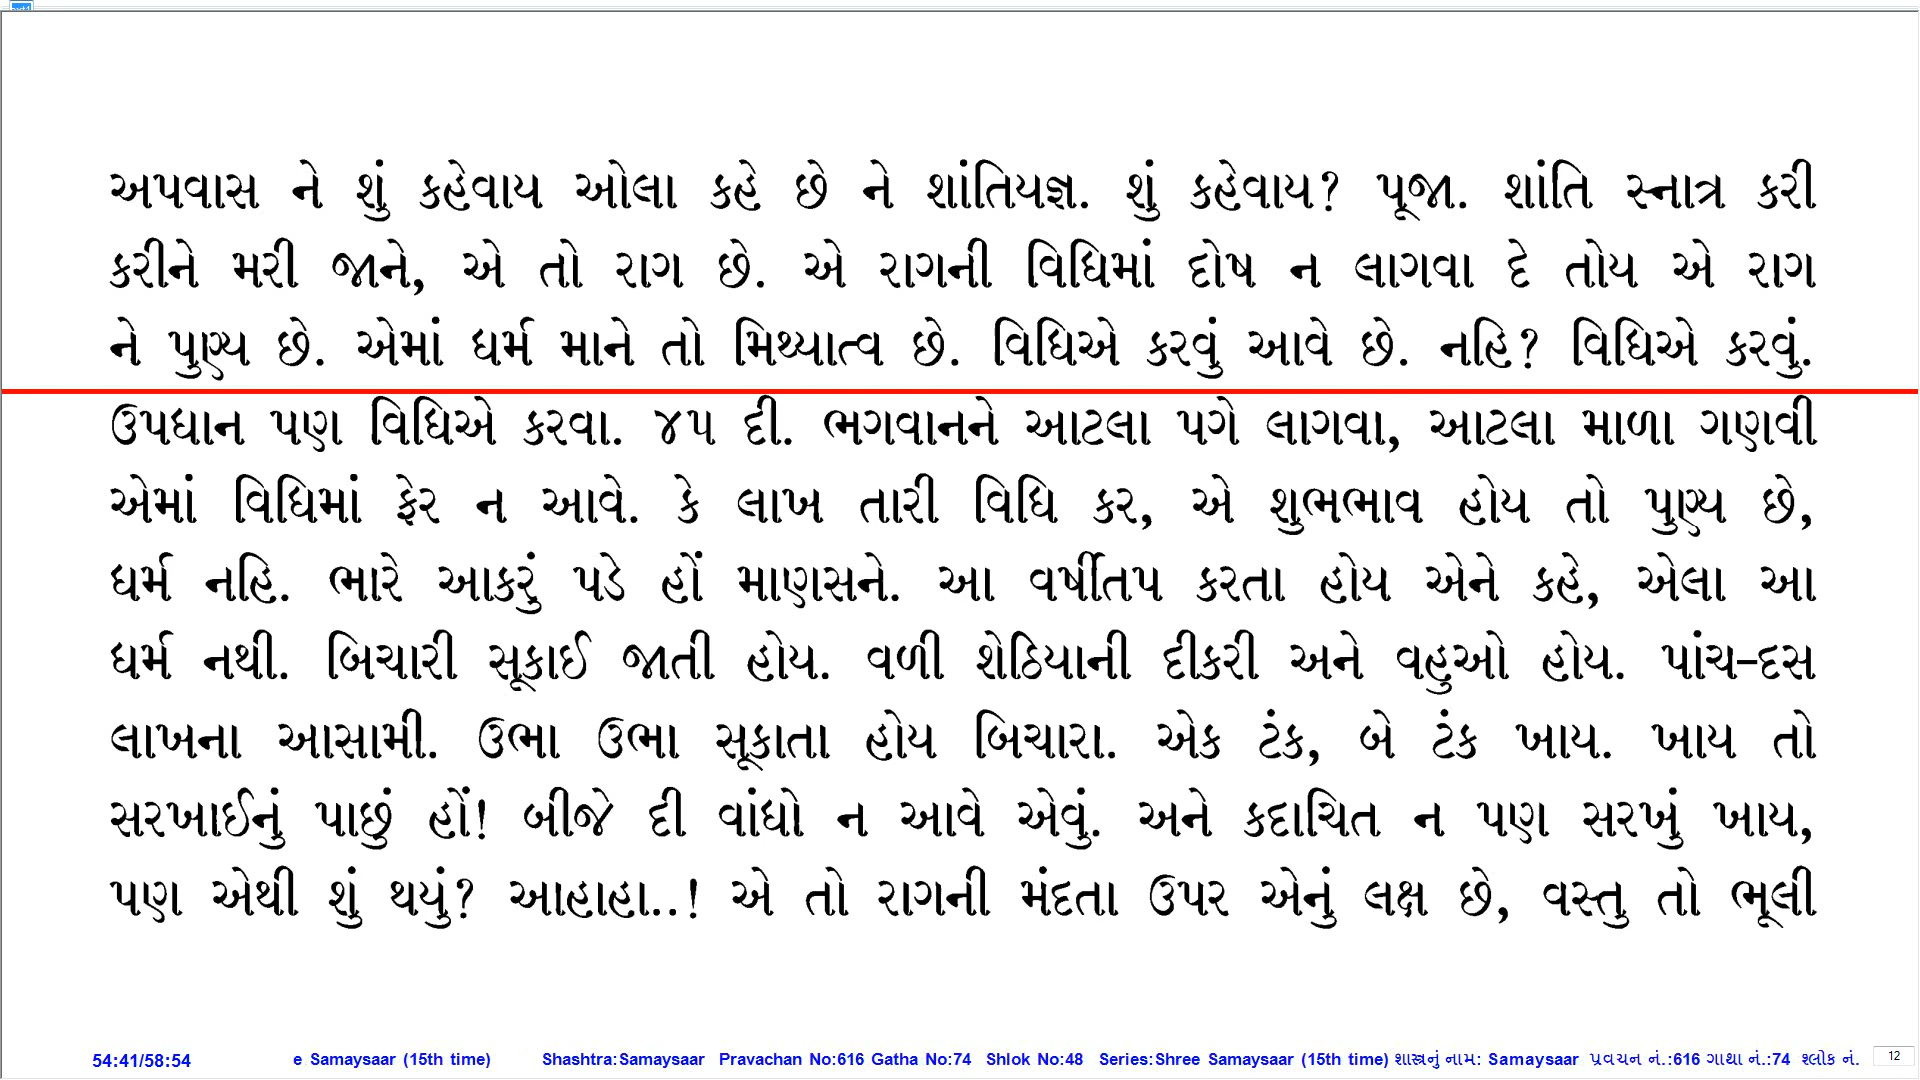 અપવાસ ને શું કહેવાય ઓલા કહે છે ને શાંતિયજ્ઞ. શું કહેવાય? પૂજા. શાંતિ સ્નાત્ર કરી
કરીને મરી જાને, એ તો રાગ છે. એ રાગની વિધિમાં દોષ ન લાગવા દે તોય એ રાગ
ને પુણ્ય છે. એમાં ધર્મ માને તો મિથ્યાત્વ છે. વિધિએ કરવું આવે છે. નહિ? વિધિએ કરવું.
ઉપધાન પણ વિધિએ કરવા. ૪૫ દી. ભગવાનને આટલા પગે લાગવા, આટલા માળા ગણવી
એમાં વિધિમાં ફેર ન આવે. કે લાખ તારી વિધિ કર, એ શુભભાવ હોય તો પુણ્ય છે,
ધર્મ નહિ. ભારે આકરું પડે હોં માણસને. આ વર્ષીતપ કરતા હોય એને કહે, એલા આ
ધર્મ નથી. બિચારી સૂકાઈ જાતી હોય. વળી શેઠિયાની દીકરી અને વહુઓ હોય. પાંચ-દસ
લાખના આસામી. ઉભા ઉભા સૂકાતા હોય બિચારા. એક ટંક, બે ટંક ખાય. ખાય તો
સરખાઈનું પાછું હોં! બીજે દી વાંધો ન આવે એવું. અને કદાચિત ન પણ સરખું ખાય,
પણ એથી શું થયું? આહાહા..! એ તો રાગની મંદતા ઉપર એનું લક્ષ છે, વસ્તુ તો ભૂલી
54:41/58:54 e Samaysaar (15th time) Shashtra:Samaysaar Pravachan No:616 Gatha No:74 Shlok No:48 Series:Shree Samaysaar (15th time) શાસ્ત્રનું નામ: Samaysaar પ્રવચન નં.:616 ગાથા નં.:74 શ્લોક નં. 12